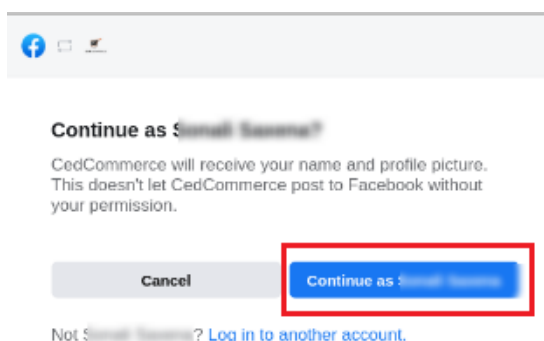 Continue as
CedCommerce will receive your name and profile picture.
This doesn't let CedCommerce post to Facebook without
your permission.
Cancel
Continue as
Not ? Log in to another account.